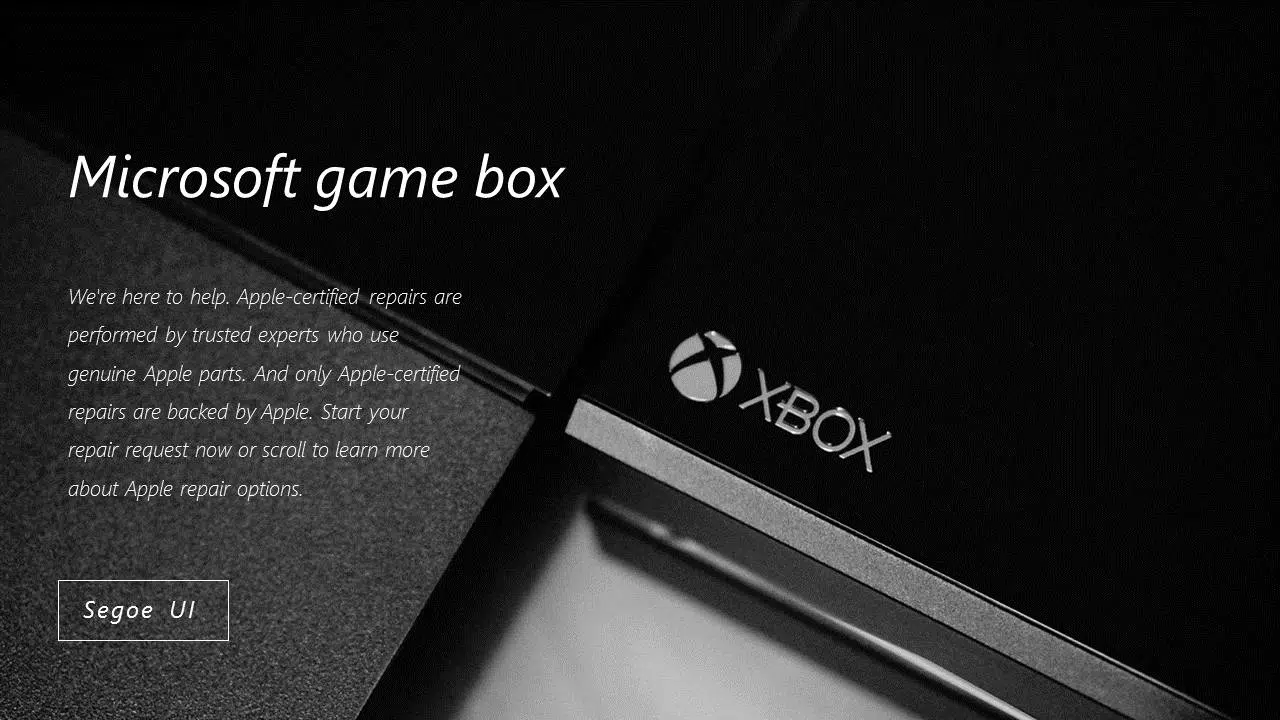 Microsoft game box
We're here to help. Apple-certified repairs are
performed by trusted experts who use
genuine Apple parts. And only Apple-certified
repairs are backed by Apple. Start your
repair request now or scroll to learn more
about Apple repair options.
XBOX
Segoe UI